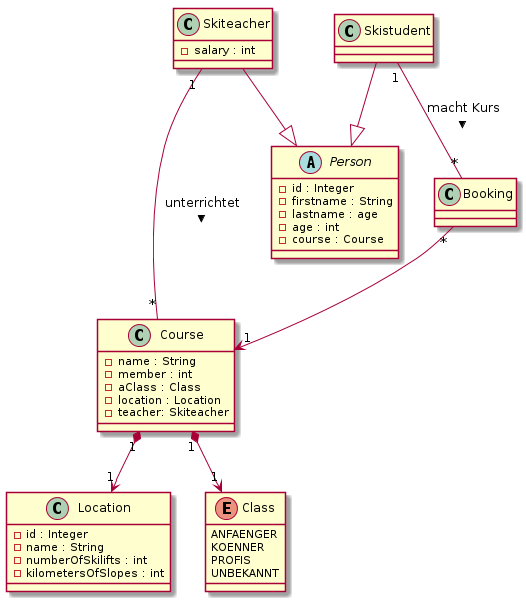 C Skiteacher
salary : int
C Skistudent
1
1
macht Kurs
▼
A Person
id : Integer
firstname : String
lastname : age
age : int
course : Course
*
C Booking
unterrichtet
▼
*
*
1
C Course
name : String
member : int
aClass : Class
location : Location
teacher: Skiteacher
1
1
1
1
C Location
id : Integer
name : String
numberOfSkilifts : int
kilometersOfSlopes : int
E Class
ANFAENGER
KOENNER
PROFIS
UNBEKANNT